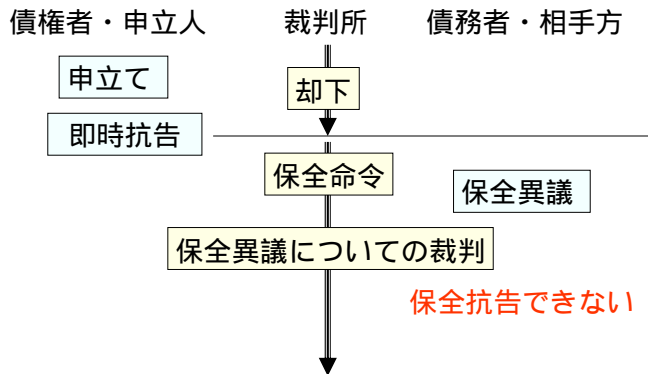 債権者・申立人 裁判所 債務者・相手方
申立て
却下
即時抗告
保全命令
保全異議
保全異議についての裁判
保全抗告できない